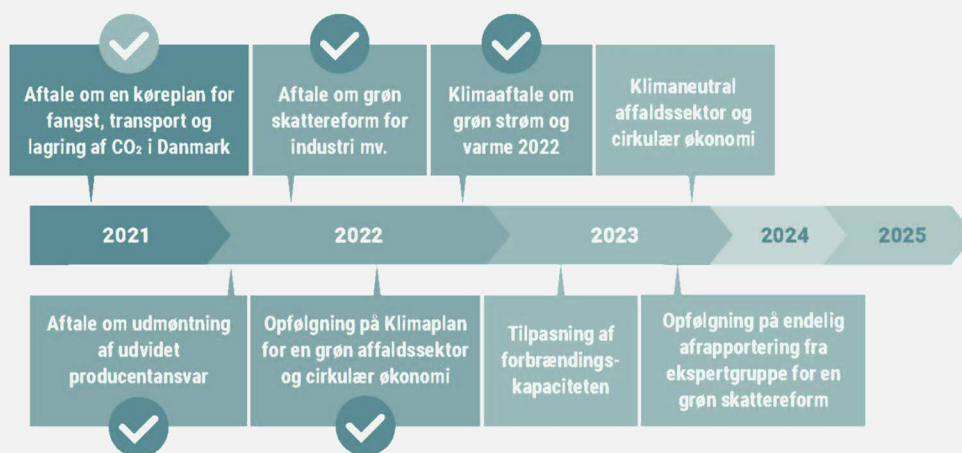 Aftale om en køreplan for
fangst, transport og
lagring af CO₂ i Danmark
Aftale om grøn
skattereform for
industri mv.
Klimaaftale om
grøn strøm og
varme 2022
Klimaneutral
affaldssektor og
cirkulær økonomi
2021
2022
2023
2024
2025
Aftale om udmøntning
af udvidet
producentansvar
Opfølgning på Klimaplan
for en grøn affaldssektor
og cirkulær økonomi
Tilpasning af
forbrændings-
kapaciteten
Opfølgning på endelig
afrapportering fra
ekspertgruppe for en
grøn skattereform